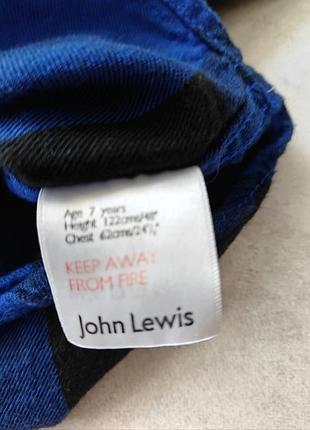 Age 7 years
Height 122cms/48"
Chest 62cms/24½"
KEEP AWAY
FROM FIRE
John Lewis